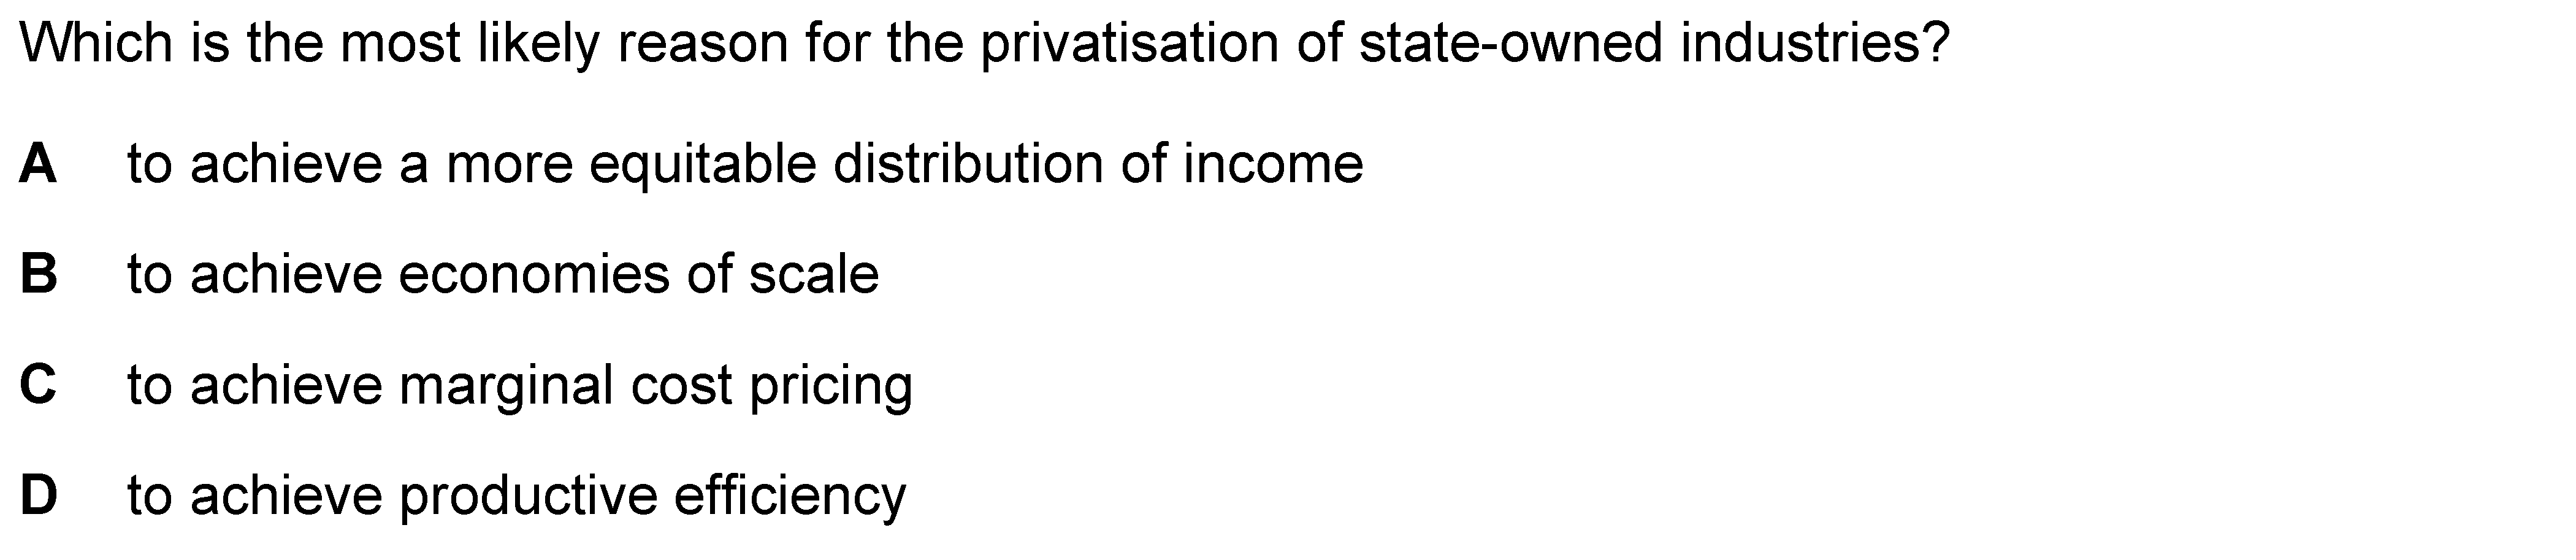 Which is the most likely reason for the privatisation of state-owned industries?
A to achieve a more equitable distribution of income
B to achieve economies of scale
C to achieve marginal cost pricing
D to achieve productive efficiency